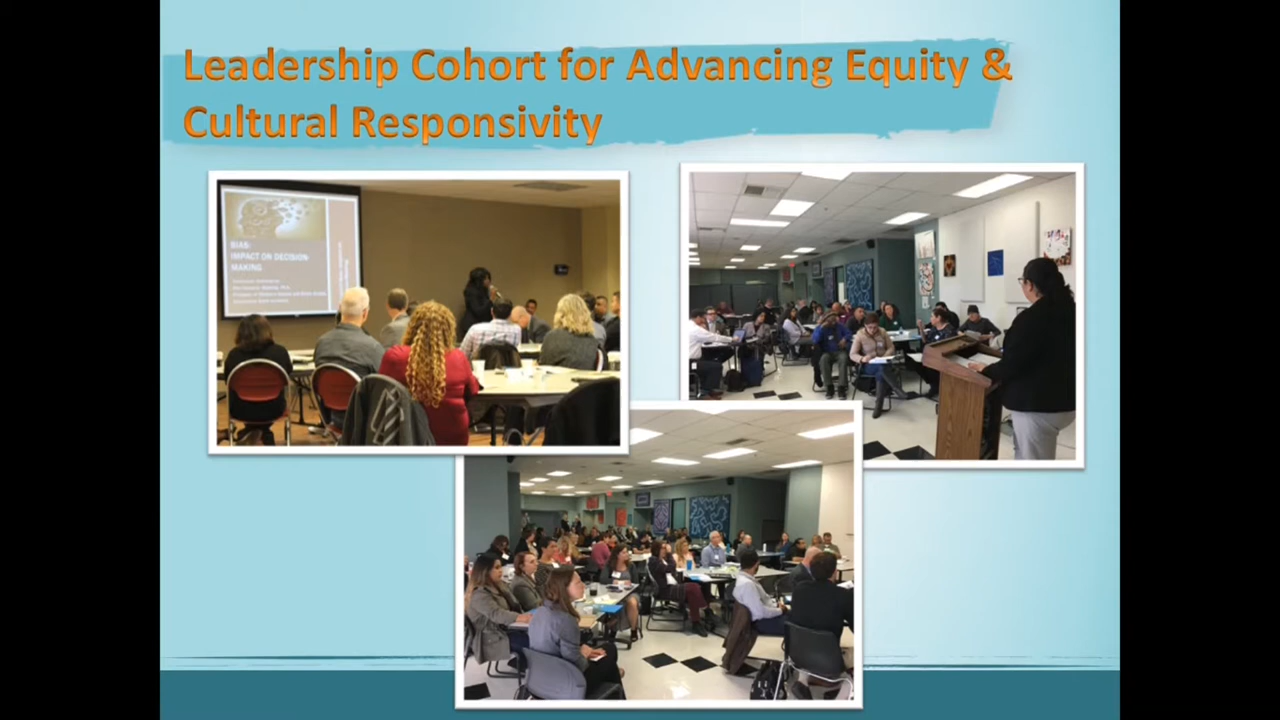 Leadership Cohort for Advancing Equity &
Cultural Responsivity
BIAS:
IMPACT ON DECISION
MAKING